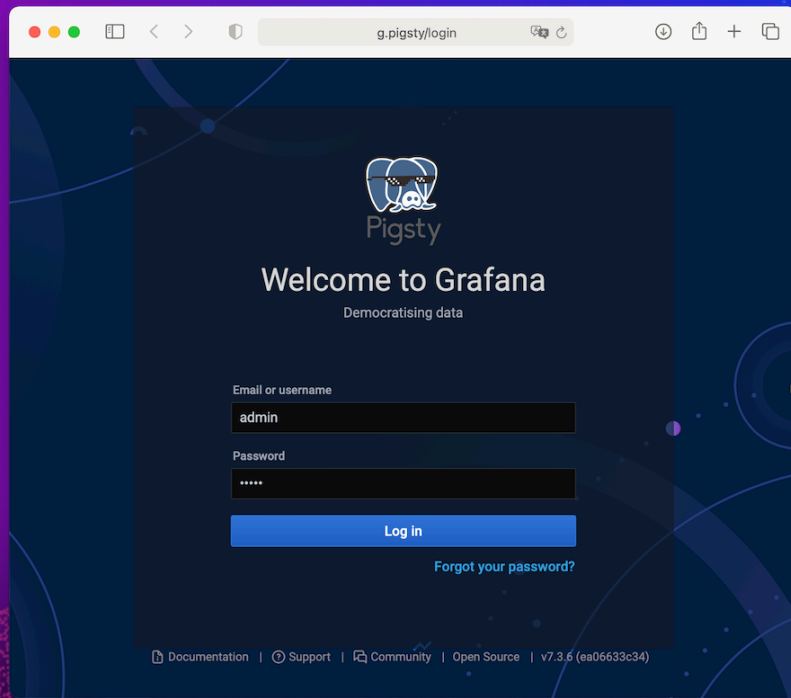 g.pigsty/login
Pigsty
Welcome to Grafana
Democratising data
Email or username
admin
Password
•••••
Log in
Forgot your password?
Documentation | Support | Community | Open Source | v7.3.6 (ea06633c34)